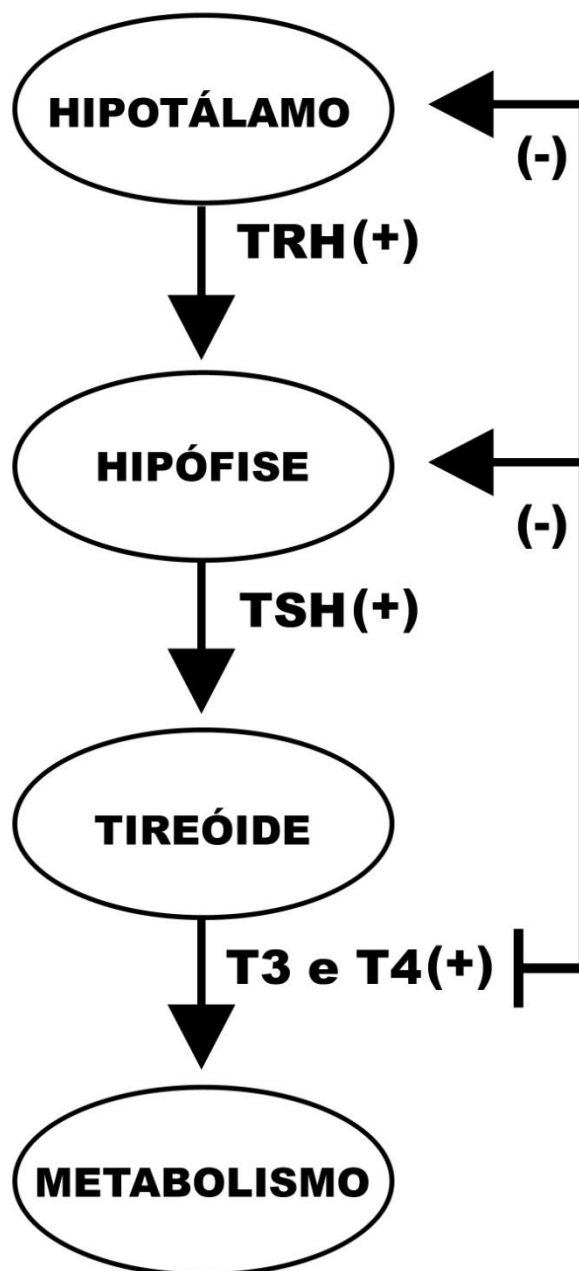 HIPOTÁLAMO
(-)
TRH(+)
HIPÓFISE
(-)
TSH(+)
TIREÓIDE
T3 e T4(+)
METABOLISMO